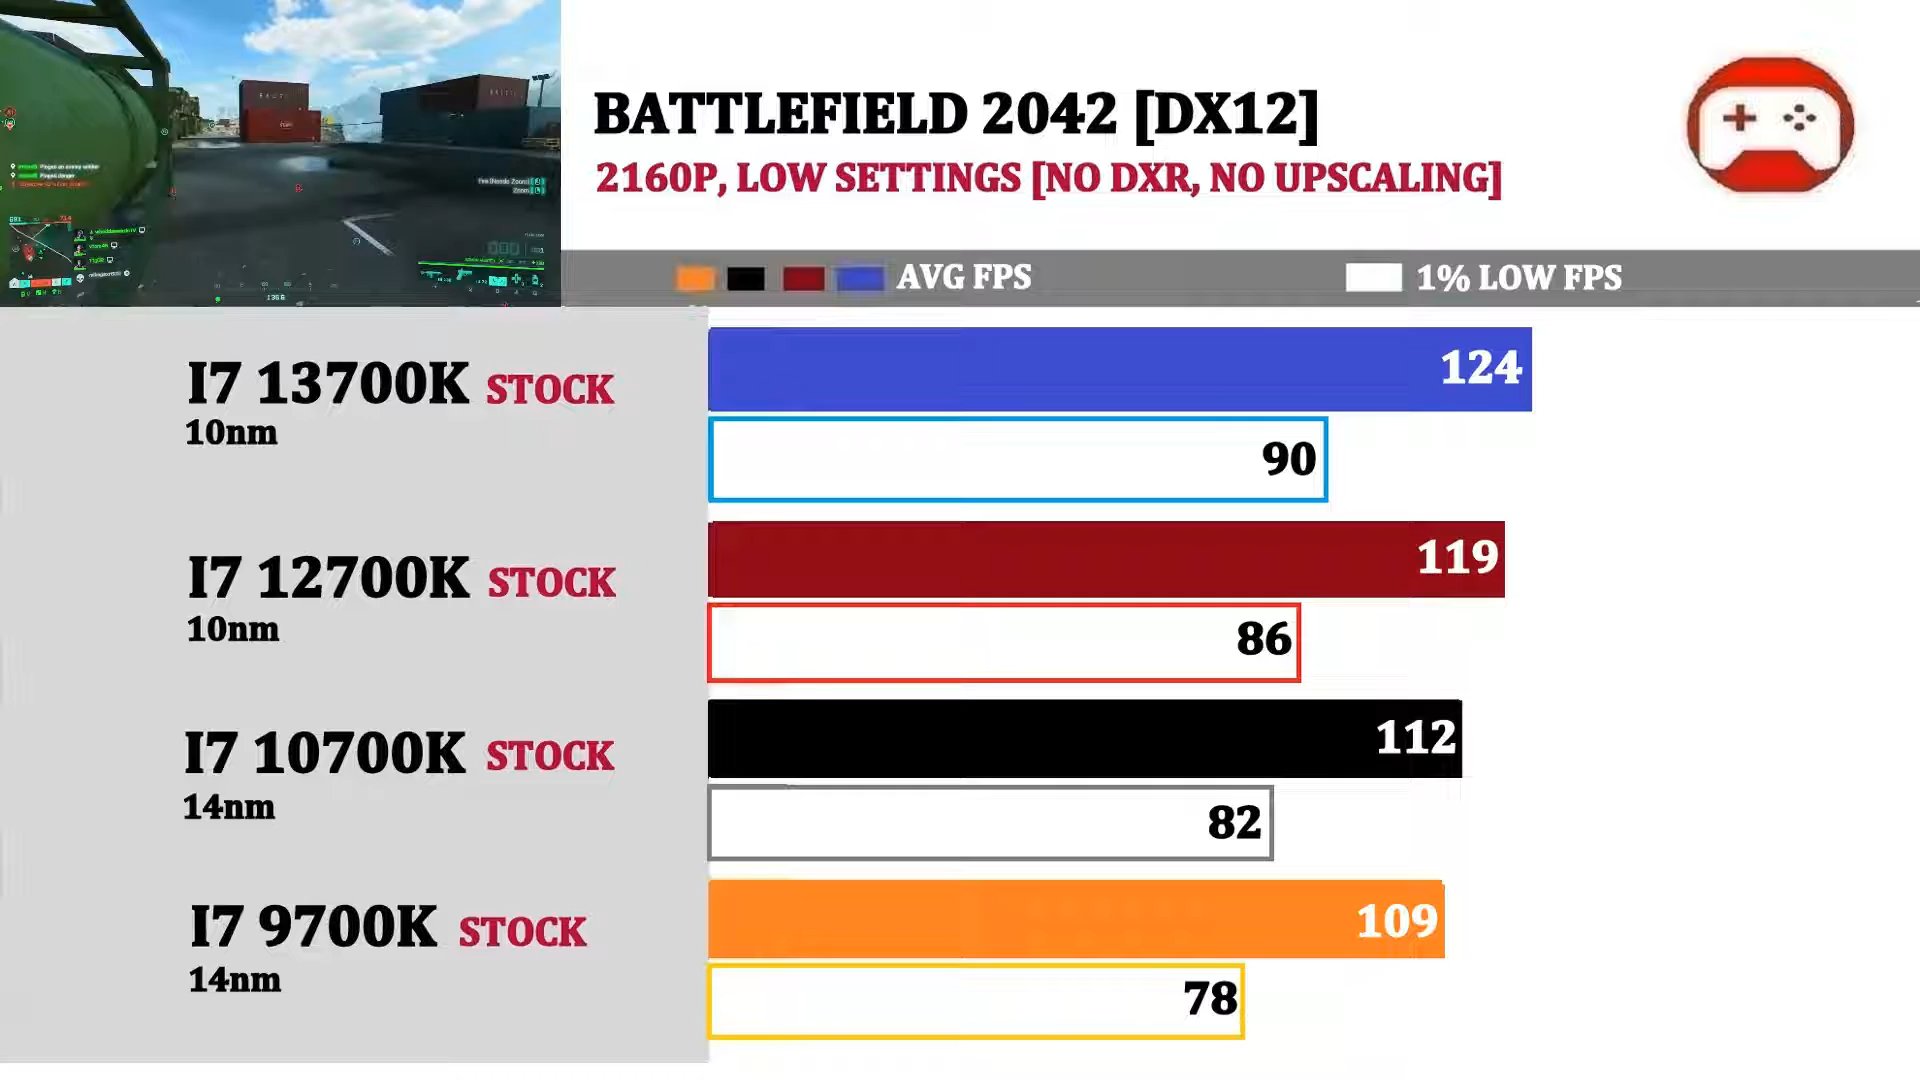 BATTLEFIELD 2042 [DX12]
2160P, LOW SETTINGS [NO DXR, NO UPSCALING]
AVG FPS
1% LOW FPS
I7 13700K STOCK
10nm
124
90
I7 12700K STOCK
10nm
119
86
I7 10700K STOCK
14nm
112
82
I7 9700K STOCK
14nm
109
78